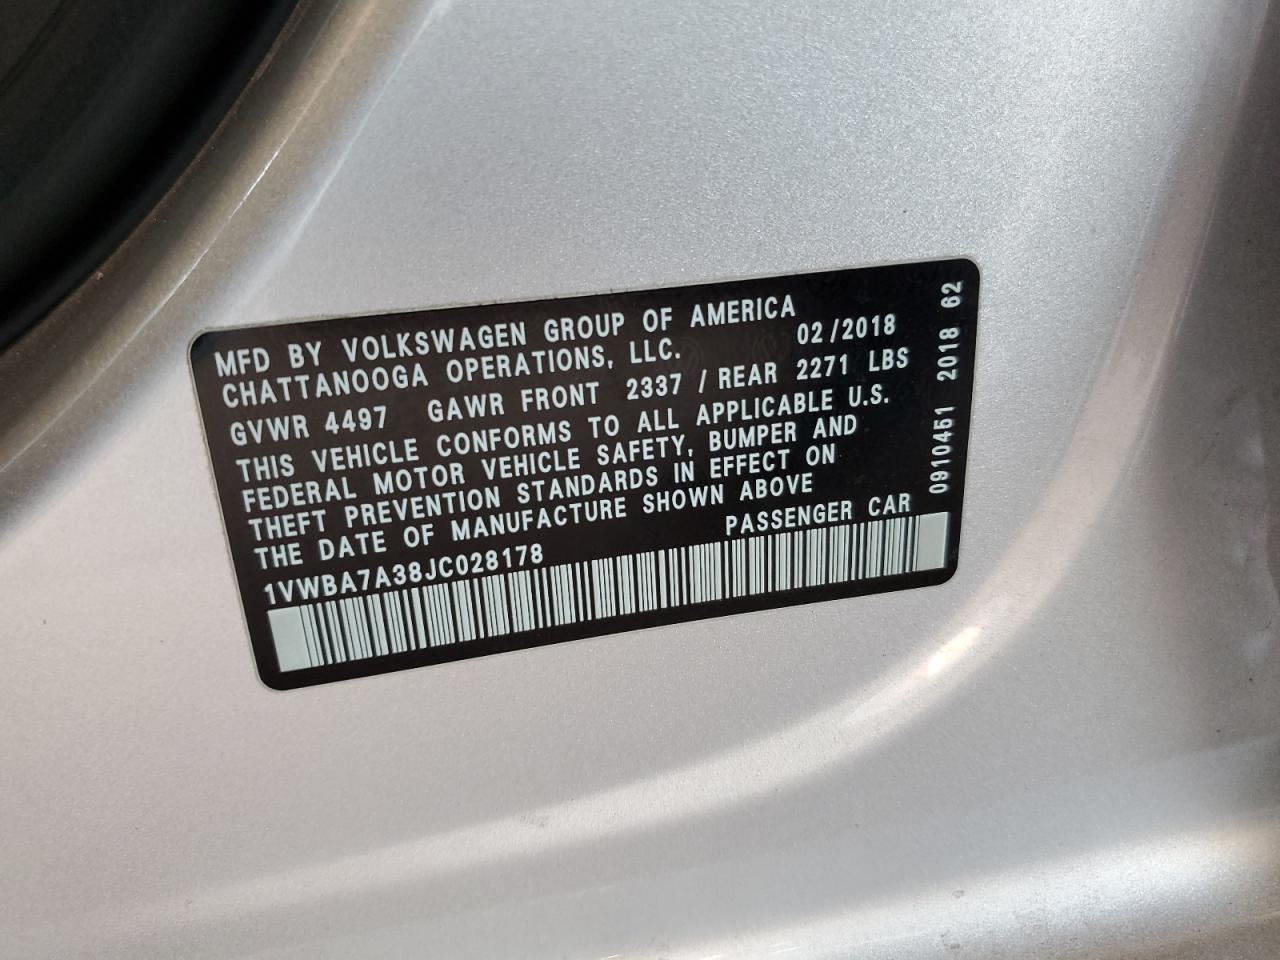 MFD BY VOLKSWAGEN GROUP OF AMERICA
CHATTANOOGA OPERATIONS, LLC. 02/2018
GVWR 4497 GAWR FRONT 2337 / REAR 2271 LBS
THIS VEHICLE CONFORMS TO ALL APPLICABLE U.S.
FEDERAL MOTOR VEHICLE SAFETY, BUMPER AND
THEFT PREVENTION STANDARDS IN EFFECT ON
THE DATE OF MANUFACTURE SHOWN ABOVE
1VWBA7A38JC028178 PASSENGER CAR
0910451 2018 62